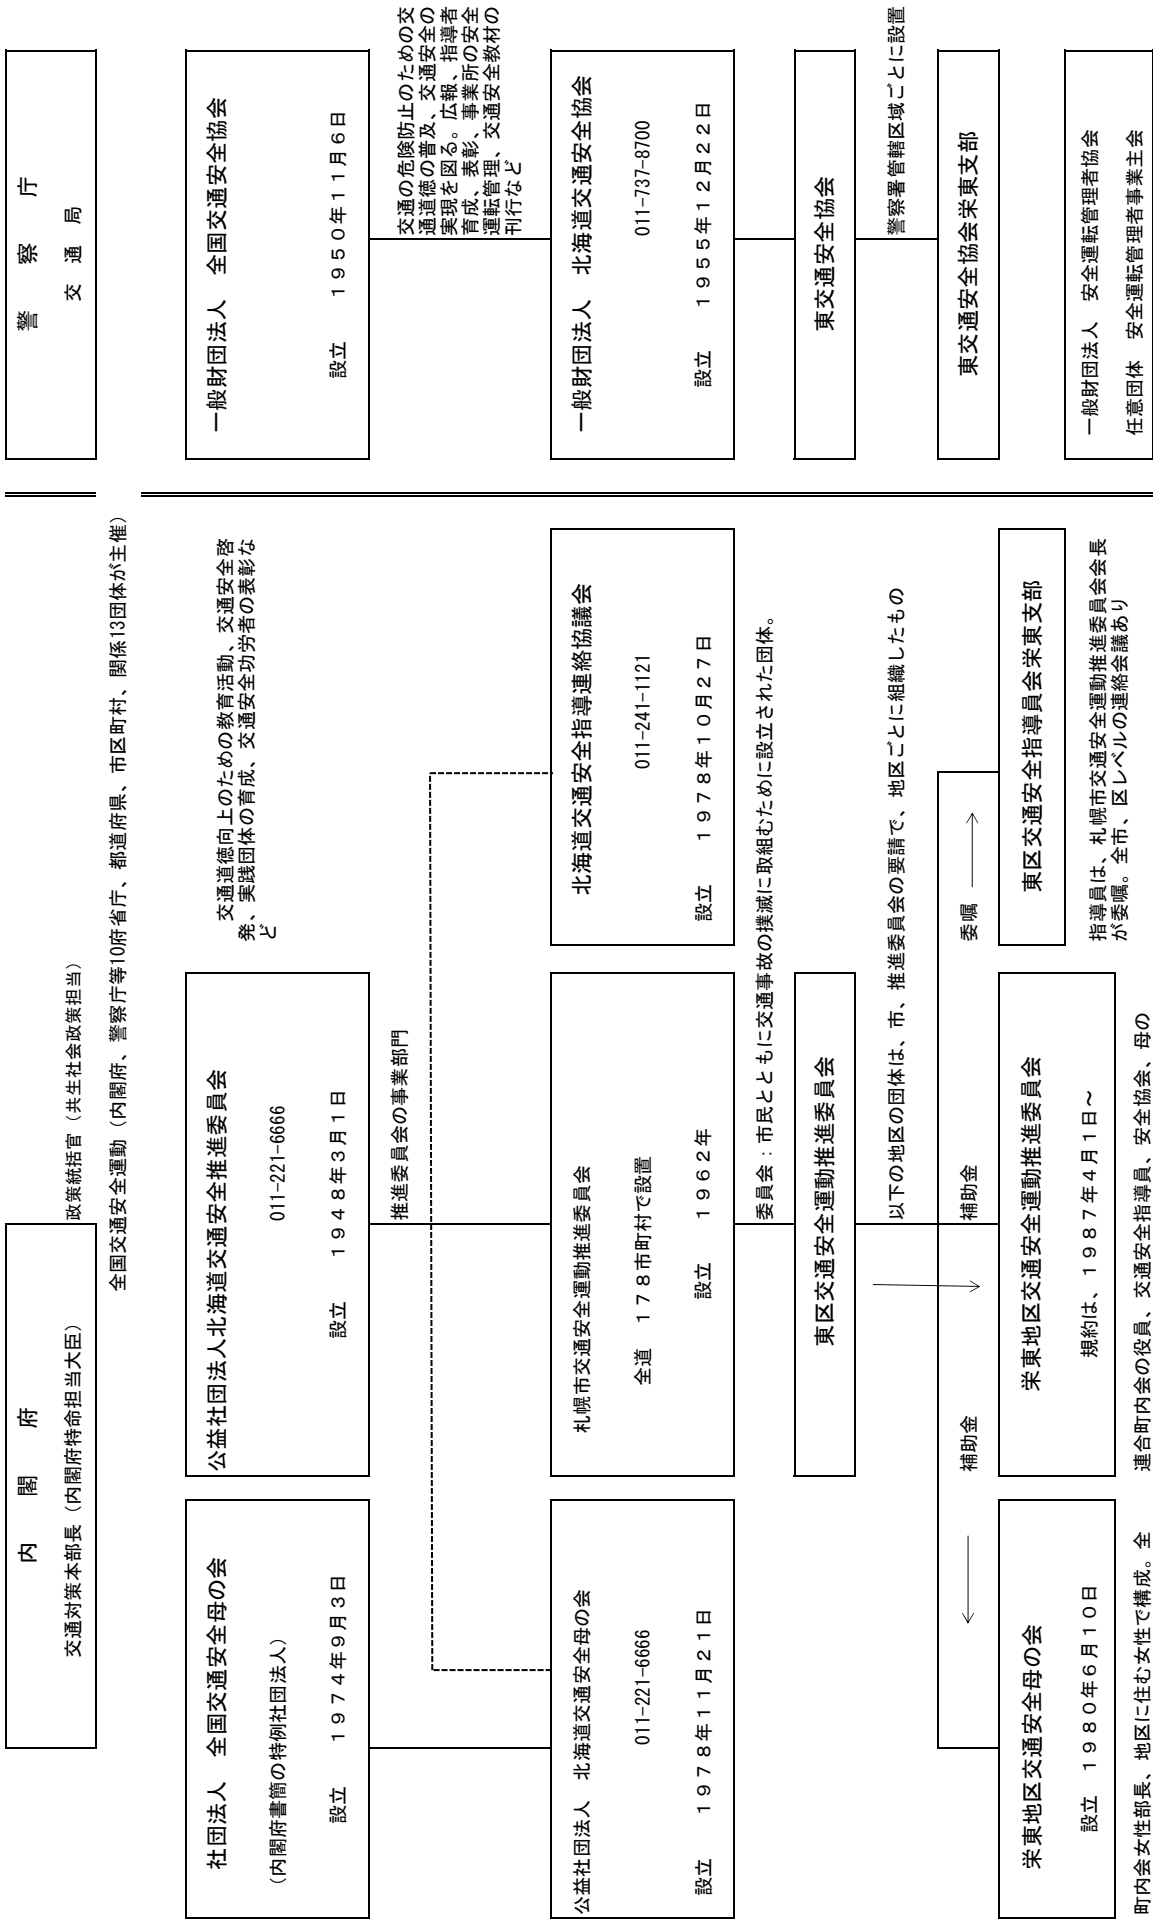 内　　閣　　府
交通対策本部長（内閣府特命担当大臣）
政策統括官（共生社会政策担当）
全国交通安全運動（内閣府、警察庁等10府省庁、都道府県、市区町村、関係13団体が主催）
警　　察　　庁
交　通　局
社団法人　全国交通安全母の会
（内閣府書簡の特例社団法人）
設立　１９７４年９月３日
公益社団法人北海道交通安全推進委員会
011-221-6666
設立　１９４８年３月１日
交通道徳向上のための教育活動、交通安全啓
発、実践団体の育成、交通安全功労者の表彰な
ど
一般財団法人　全国交通安全協会
設立　１９５０年１１月６日
推進委員会の事業部門
交通の危険防止のための交
通道徳の普及、交通安全の
実現を図る。広報、指導者
育成、表彰、事業所の安全
運転管理、交通安全教材の
刊行など
公益社団法人　北海道交通安全母の会
011-221-6666
設立　１９７８年１１月２１日
札幌市交通安全運動推進委員会
全道　１７８市町村で設置
設立　１９６２年
北海道交通安全指導連絡協議会
011-241-1121
設立　１９７８年１０月２７日
一般財団法人　北海道交通安全協会
011-737-8700
設立　１９５５年１２月２２日
委員会：市民とともに交通事故の撲滅に取組むために設立された団体。
東区交通安全運動推進委員会
東交通安全協会
以下の地区の団体は、市、推進委員会の要請で、地区ごとに組織したもの
警察署管轄区域ごとに設置
補助金
補助金
委嘱
東交通安全協会栄東支部
栄東地区交通安全母の会
設立　１９８０年６月１０日
栄東地区交通安全運動推進委員会
規約は、１９８７年４月１日～
東区交通安全指導員会栄東支部
指導員は、札幌市交通安全運動推進委員会会長
が委嘱。全市、区レベルの連絡会議あり
一般財団法人　安全運転管理者協会
任意団体　安全運転管理者事業主会
町内会女性部長、地区に住む女性で構成。全
連合町内会の役員、交通安全指導員、安全協会、母の